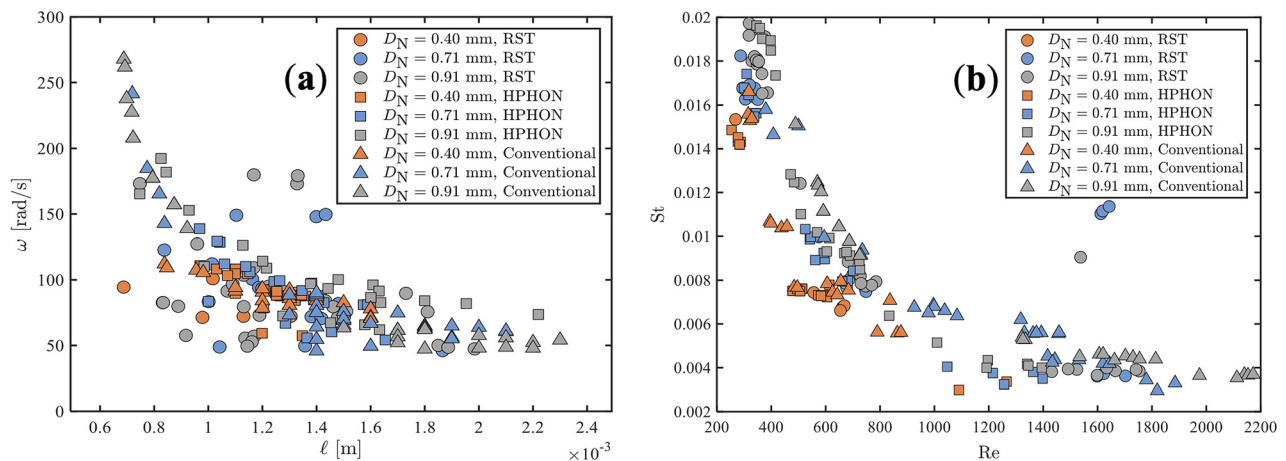 300
250
200
150
100
50
0
ω [rad/s]
(a)
D_N = 0.40 mm, RST
D_N = 0.71 mm, RST
D_N = 0.91 mm, RST
D_N = 0.40 mm, HPHON
D_N = 0.71 mm, HPHON
D_N = 0.91 mm, HPHON
D_N = 0.40 mm, Conventional
D_N = 0.71 mm, Conventional
D_N = 0.91 mm, Conventional
0.6 0.8 1 1.2 1.4 1.6 1.8 2 2.2 2.4
ℓ [m]
×10⁻³
0.02
0.018
0.016
0.014
0.012
0.01
0.008
0.006
0.004
0.002
St
(b)
D_N = 0.40 mm, RST
D_N = 0.71 mm, RST
D_N = 0.91 mm, RST
D_N = 0.40 mm, HPHON
D_N = 0.71 mm, HPHON
D_N = 0.91 mm, HPHON
D_N = 0.40 mm, Conventional
D_N = 0.71 mm, Conventional
D_N = 0.91 mm, Conventional
200 400 600 800 1000 1200 1400 1600 1800 2000 2200
Re